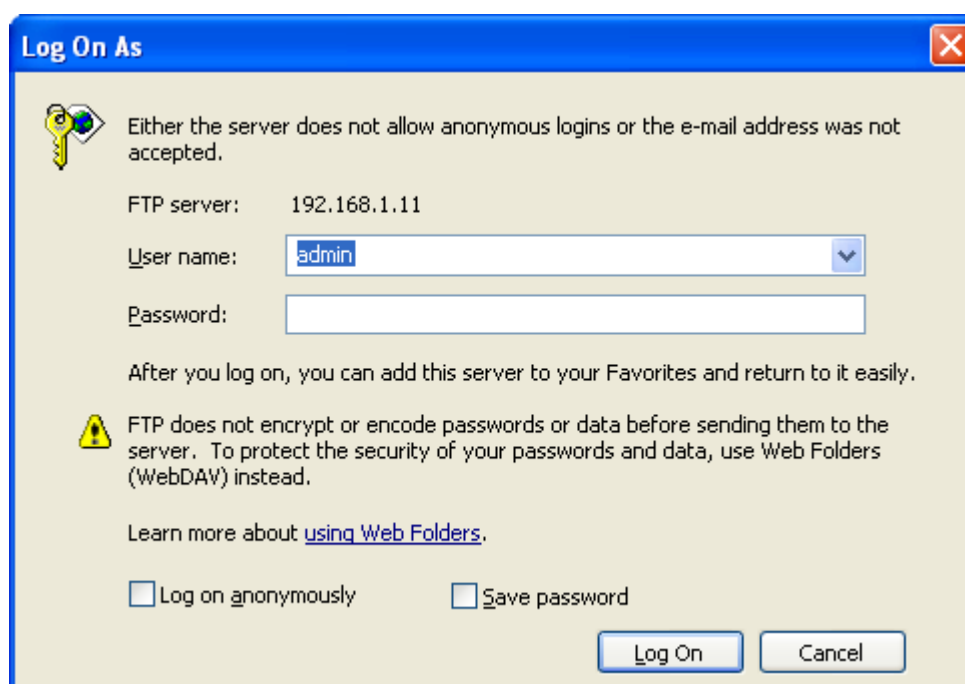 Log On As
Either the server does not allow anonymous logins or the e-mail address was not
accepted.
FTP server: 192.168.1.11
User name: admin
Password:
After you log on, you can add this server to your Favorites and return to it easily.
FTP does not encrypt or encode passwords or data before sending them to the
server. To protect the security of your passwords and data, use Web Folders
(WebDAV) instead.
Learn more about using Web Folders.
Log on anonymously Save password
Log On Cancel